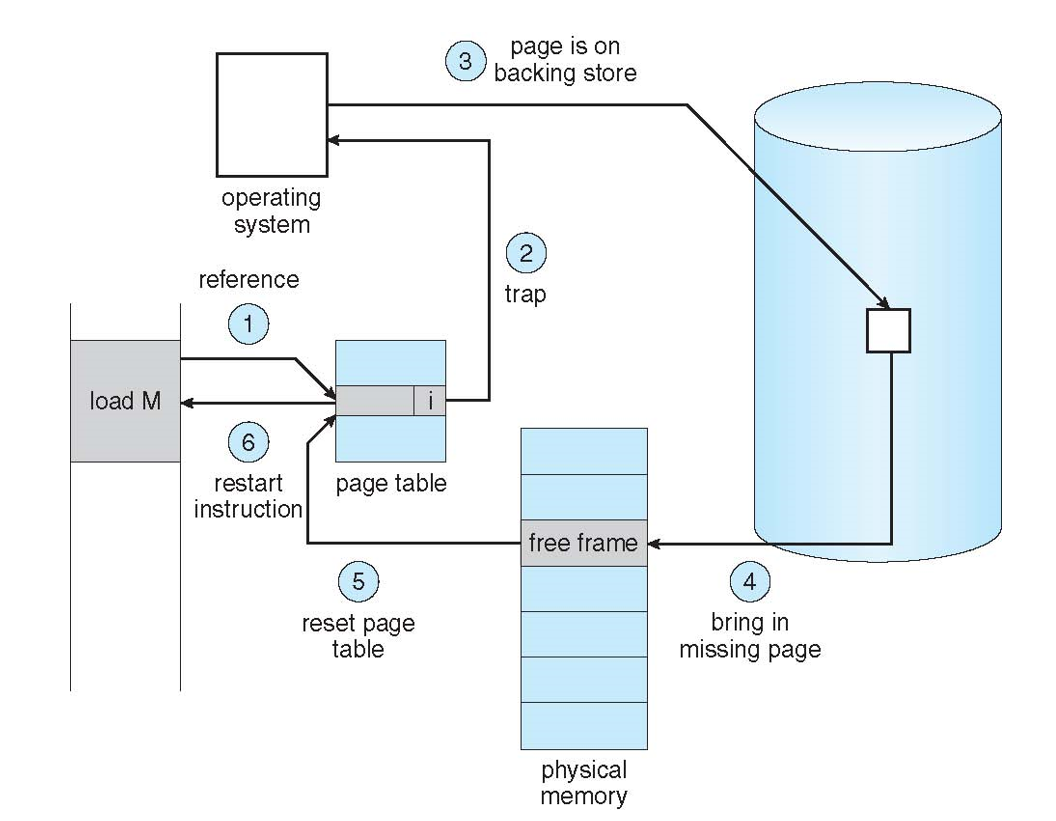 3
page is on
backing store
operating
system
2
trap
reference
1
load M
i
6
restart
instruction
page table
free frame
5
reset page
table
4
bring in
missing page
physical
memory